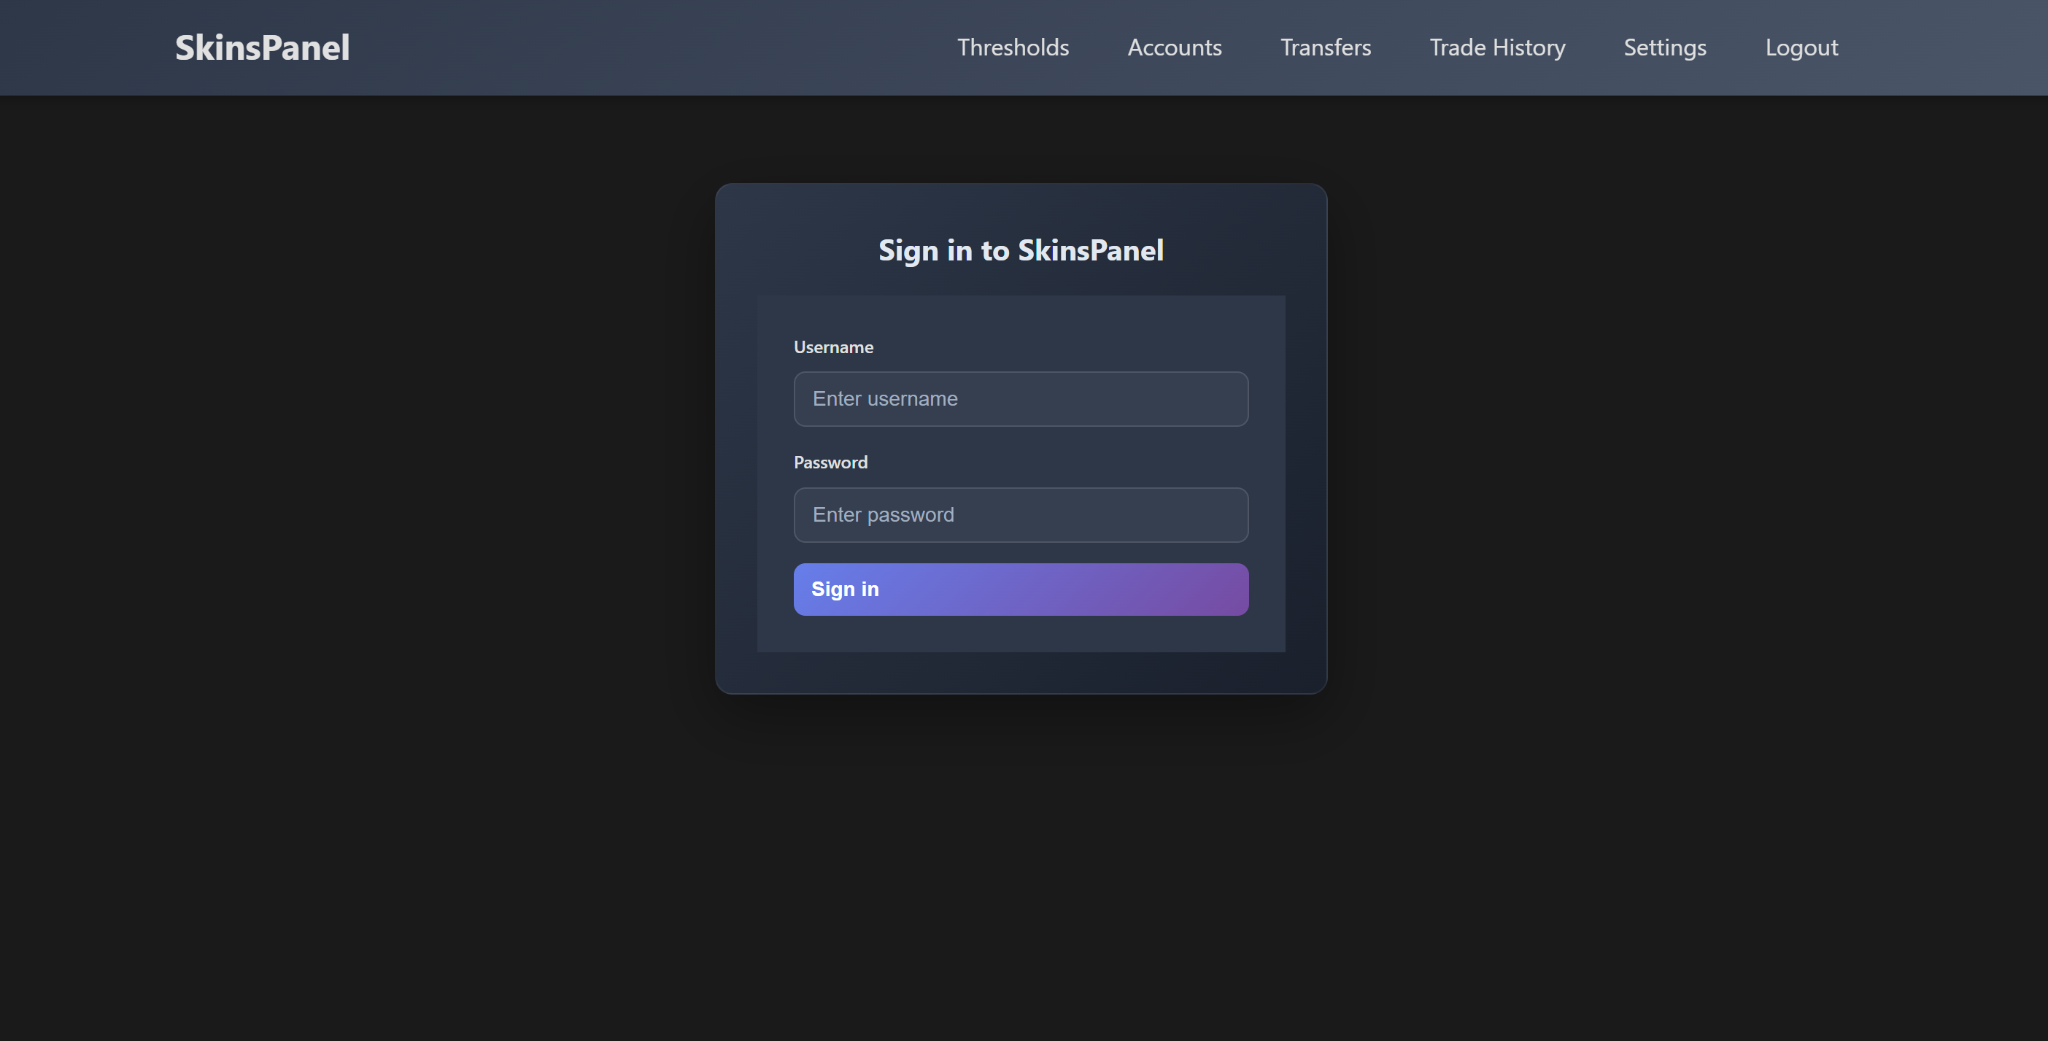 SkinsPanel Thresholds Accounts Transfers Trade History Settings Logout
Sign in to SkinsPanel
Username
Enter username
Password
Enter password
Sign in